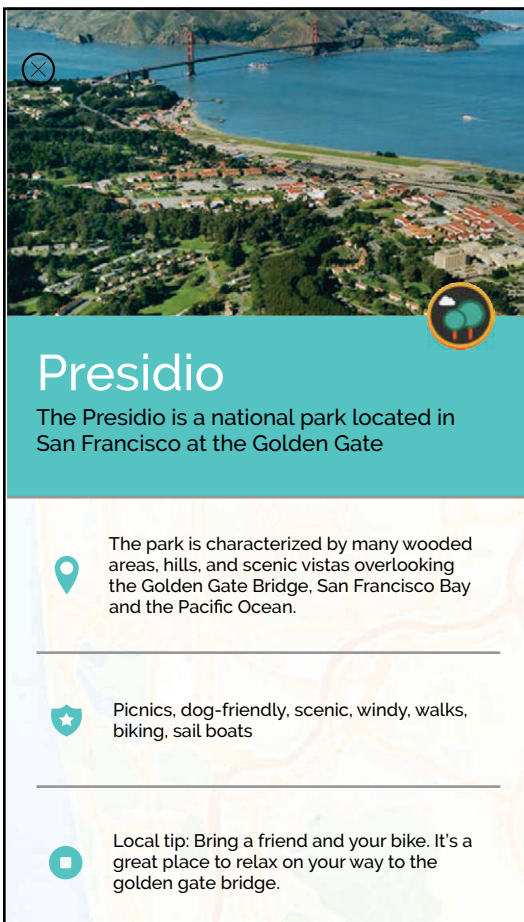 Presidio
The Presidio is a national park located in
San Francisco at the Golden Gate
The park is characterized by many wooded
areas, hills, and scenic vistas overlooking
the Golden Gate Bridge, San Francisco Bay
and the Pacific Ocean.
Picnics, dog-friendly, scenic, windy, walks,
biking, sail boats
Local tip: Bring a friend and your bike. It's a
great place to relax on your way to the
golden gate bridge.